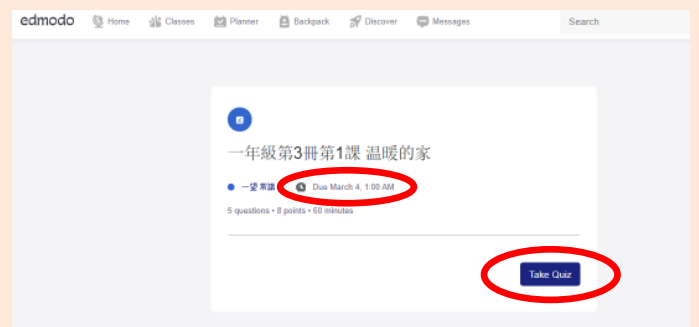 edmodo Home Classes Planner Backpack Discover Messages Search
一年級第3冊第1課 溫暖的家
一望 常識 Due March 4, 1:00 AM
5 questions • 8 points • 60 minutes
Take Quiz